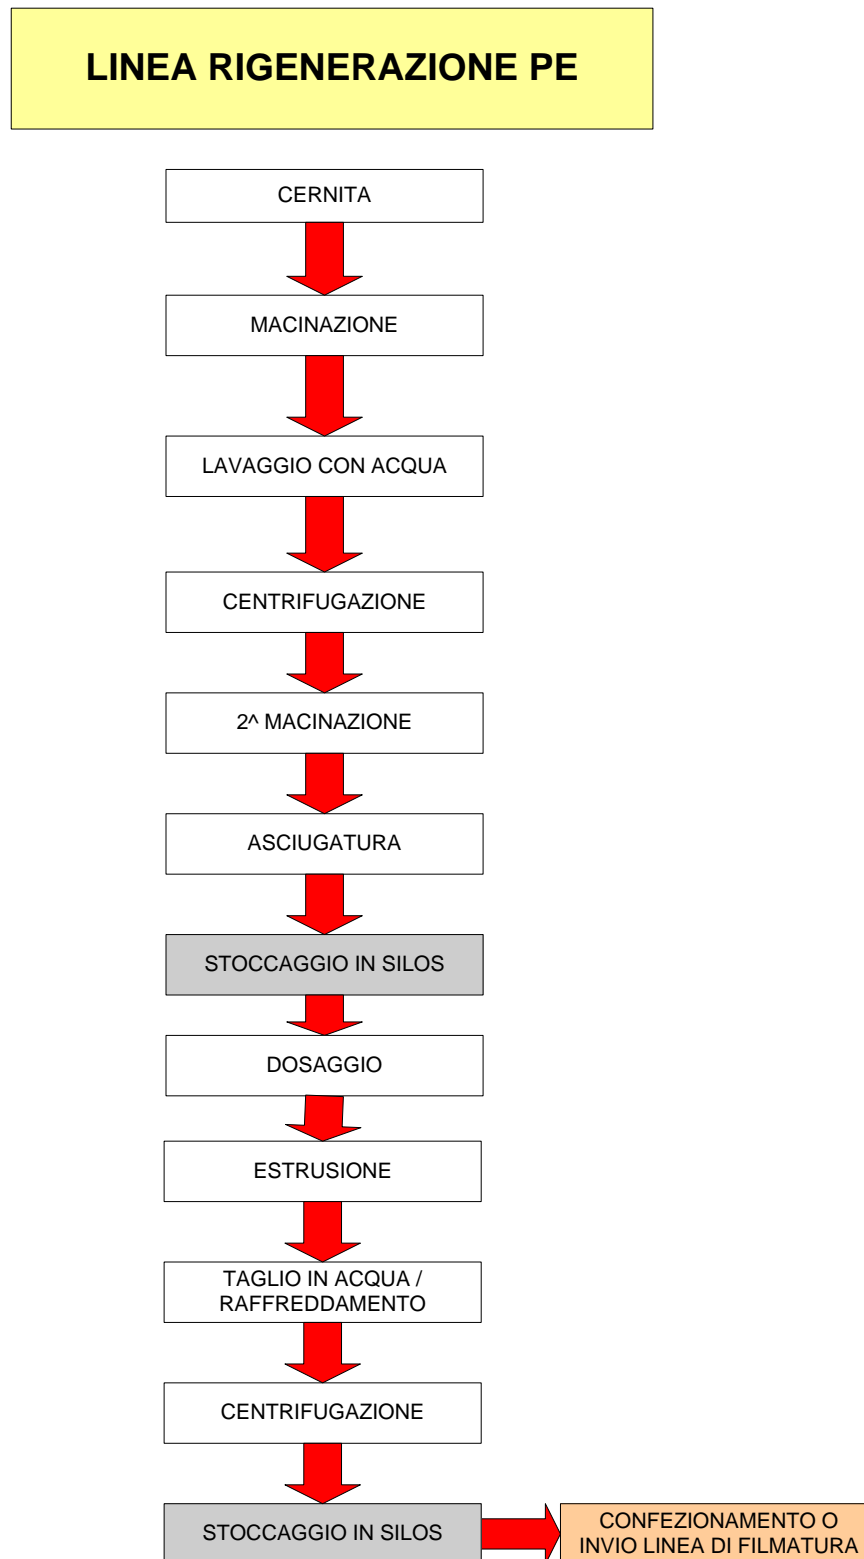 LINEA RIGENERAZIONE PE
CERNITA
MACINAZIONE
LAVAGGIO CON ACQUA
CENTRIFUGAZIONE
2^ MACINAZIONE
ASCIUGATURA
STOCCAGGIO IN SILOS
DOSAGGIO
ESTRUSIONE
TAGLIO IN ACQUA /
RAFFREDDAMENTO
CENTRIFUGAZIONE
STOCCAGGIO IN SILOS
CONFEZIONAMENTO O
INVIO LINEA DI FILMATURA